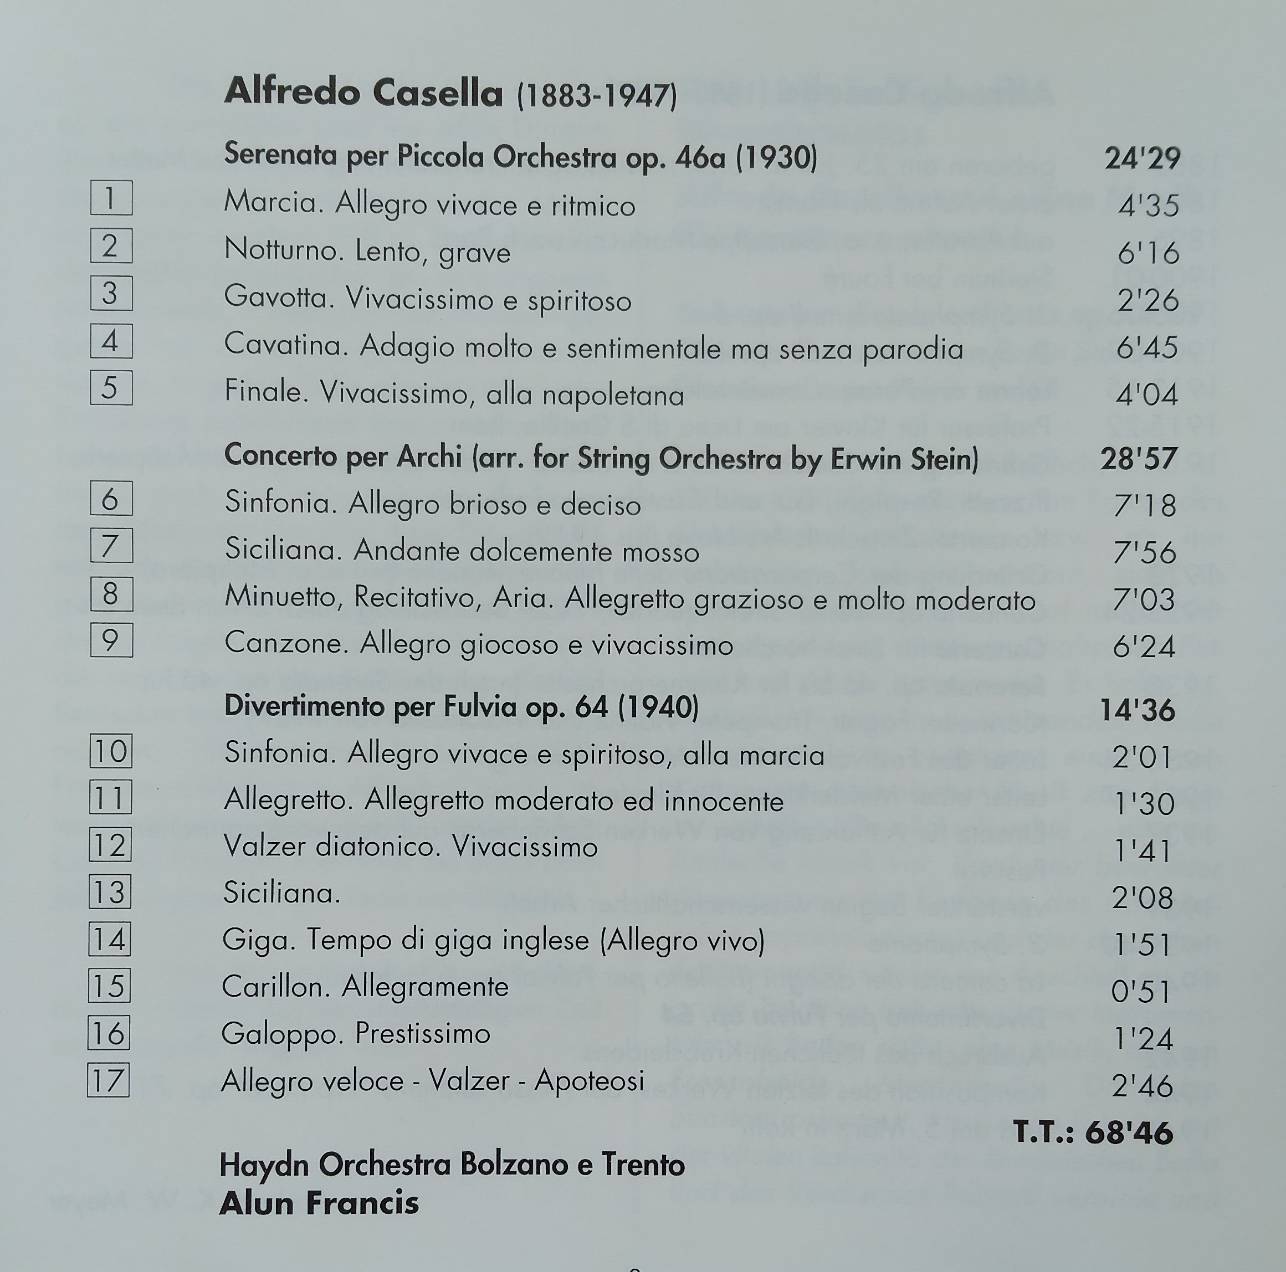 Alfredo Casella (1883-1947)
Serenata per Piccola Orchestra op. 46a (1930) 24'29
1 Marcia. Allegro vivace e ritmico 4'35
2 Notturno. Lento, grave 6'16
3 Gavotta. Vivacissimo e spiritoso 2'26
4 Cavatina. Adagio molto e sentimentale ma senza parodia 6'45
5 Finale. Vivacissimo, alla napoletana 4'04
Concerto per Archi (arr. for String Orchestra by Erwin Stein) 28'57
6 Sinfonia. Allegro brioso e deciso 7'18
7 Siciliana. Andante dolcemente mosso 7'56
8 Minuetto, Recitativo, Aria. Allegretto grazioso e molto moderato 7'03
9 Canzone. Allegro giocoso e vivacissimo 6'24
Divertimento per Fulvia op. 64 (1940) 14'36
10 Sinfonia. Allegro vivace e spiritoso, alla marcia 2'01
11 Allegretto. Allegretto moderato ed innocente 1'30
12 Valzer diatonico. Vivacissimo 1'41
13 Siciliana. 2'08
14 Giga. Tempo di giga inglese (Allegro vivo) 1'51
15 Carillon. Allegramente 0'51
16 Galoppo. Prestissimo 1'24
17 Allegro veloce - Valzer - Apoteosi 2'46
T.T.: 68'46
Haydn Orchestra Bolzano e Trento
Alun Francis